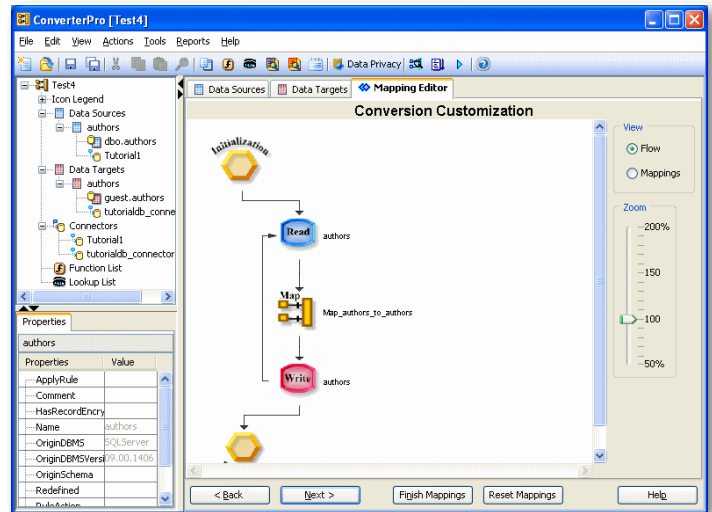 ConverterPro [Test4]
File Edit View Actions Tools Reports Help
Data Privacy
Test4
Icon Legend
Data Sources
authors
dbo.authors
Tutorial1
Data Targets
authors
guest.authors
tutorialdb_conne
Connectors
Tutorial1
tutorialdb_connector
Function List
Lookup List
Properties
authors
Properties Value
ApplyRule
Comment
HasRecordEncry
Name authors
OriginDBMS SQLServer
OriginDBMSVersi 09.00.1406
OriginSchema
Redefined
RuleAction
Data Sources Data Targets Mapping Editor
Conversion Customization
Initialization
Read authors
Map
Map_authors_to_authors
Write authors
View
Flow
Mappings
Zoom
200%
150
100
50%
< Back Next > Finish Mappings Reset Mappings Help